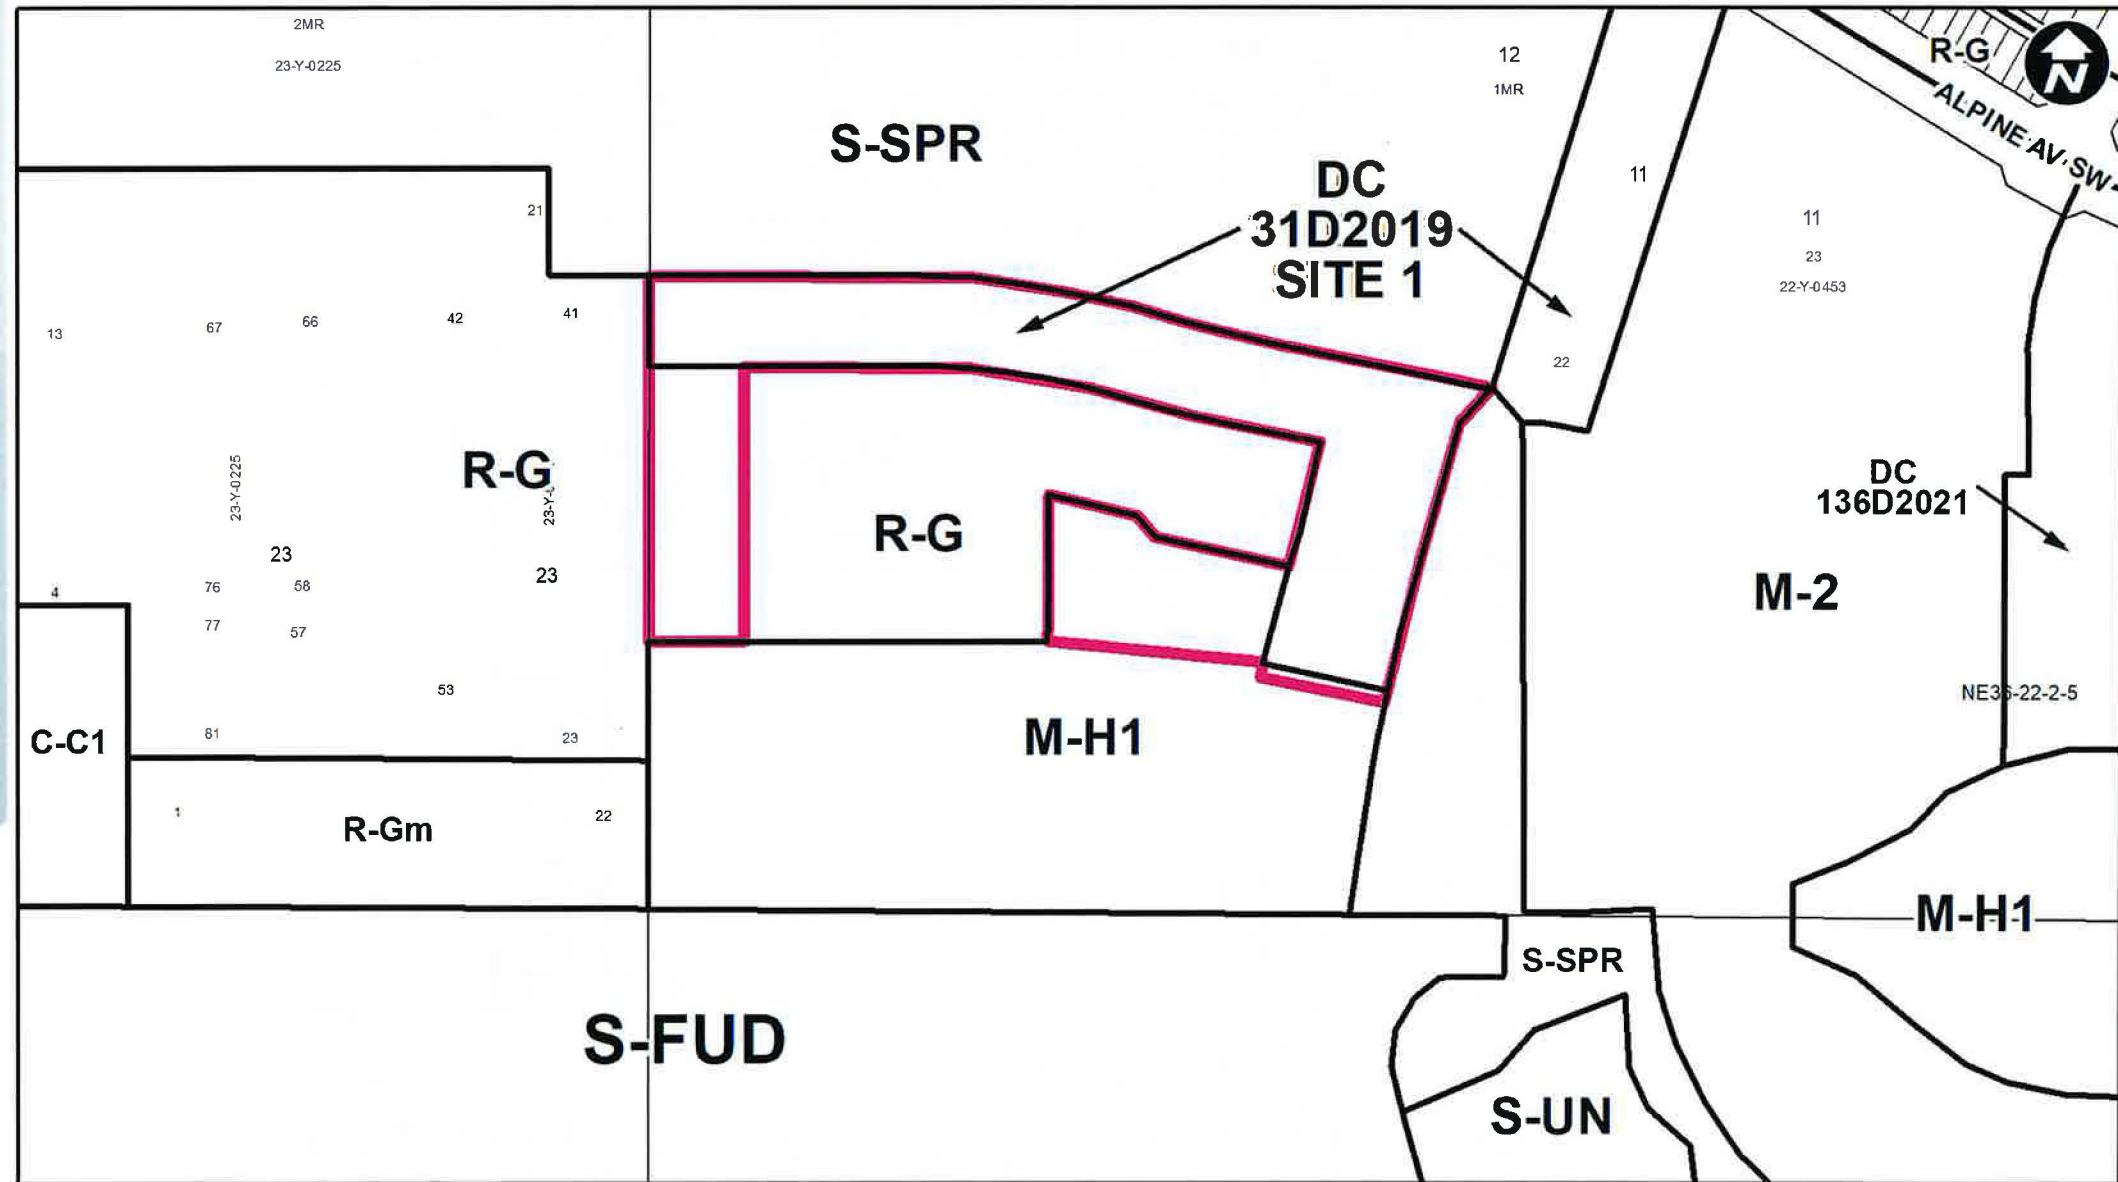 2MR
23-Y-0225
12
1MR
R-G
N
ALPINE AV SW
S-SPR
DC
31D2019
SITE 1
11
21
11
23
22-Y-0453
13
67
66
42
41
22
R-G
23-Y-0225
R-G
DC
136D2021
23
23
76
58
4
77
57
M-2
53
NE36-22-2-5
C-C1
81
23
M-H1
1
R-Gm
22
M-H1
S-SPR
S-FUD
S-UN